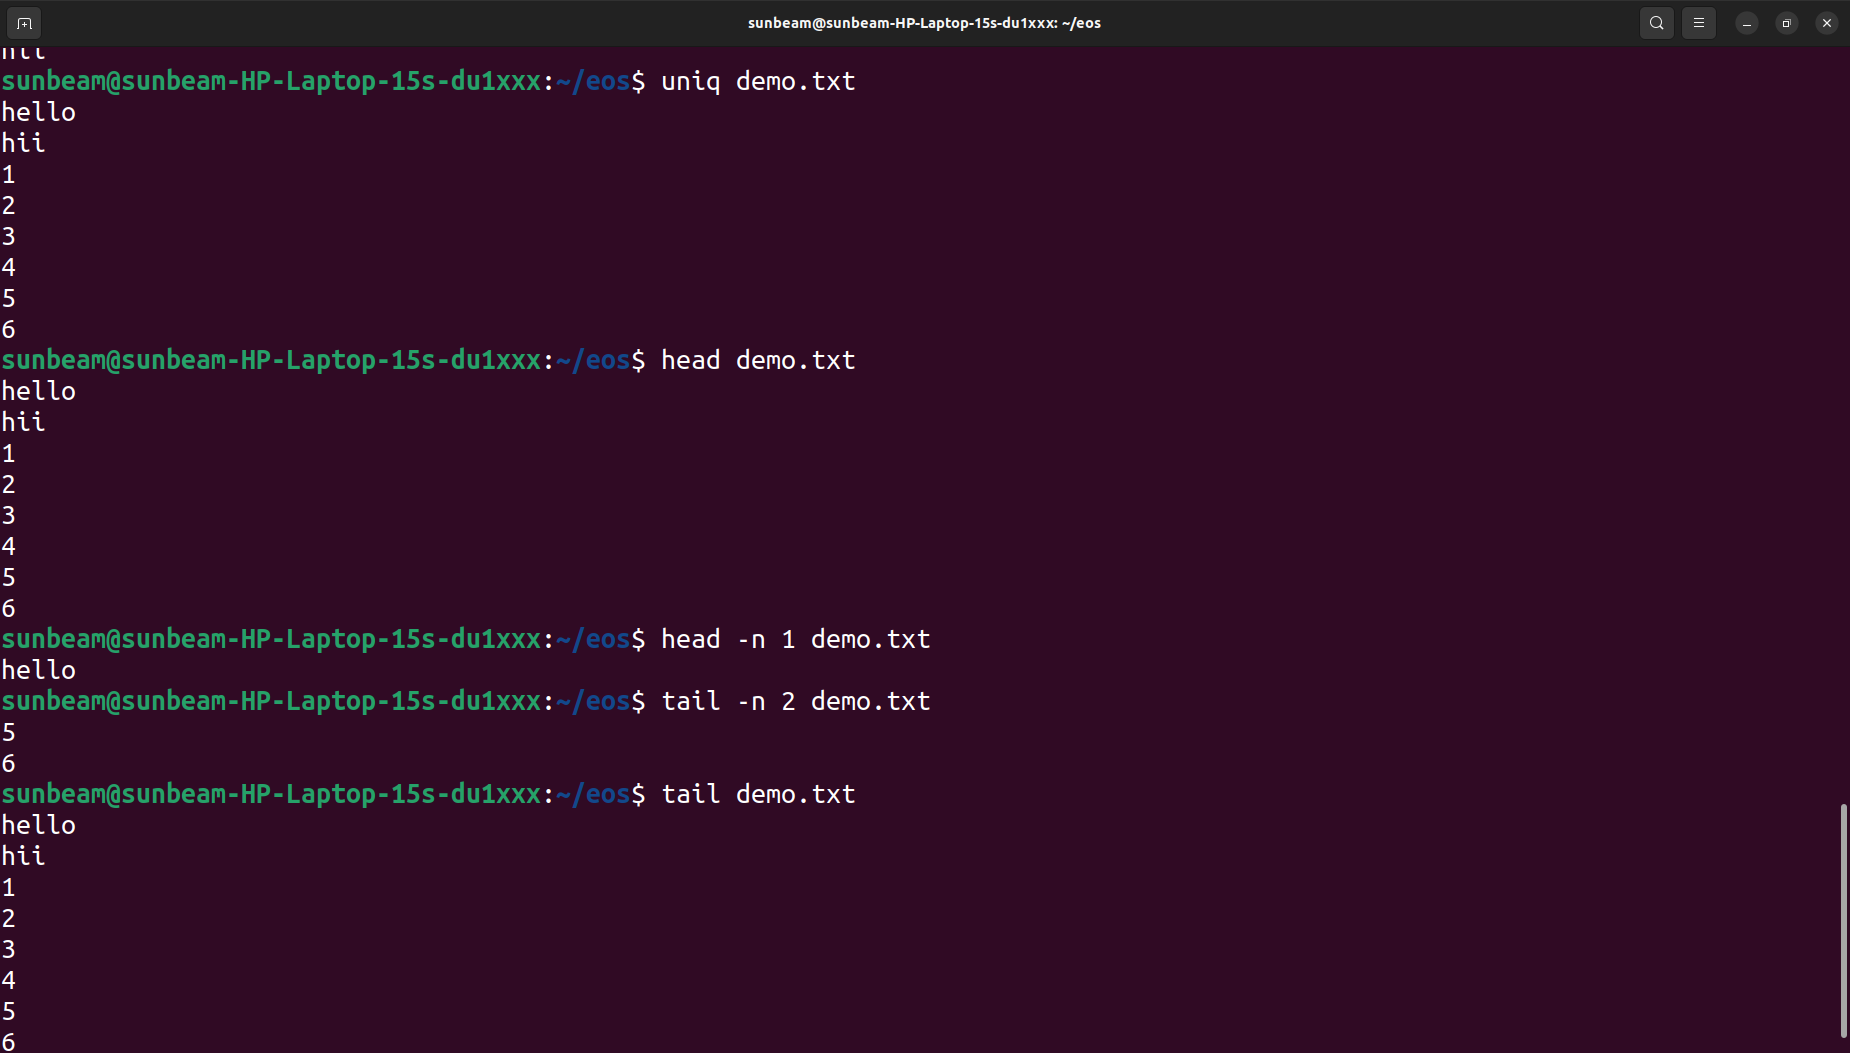 sunbeam@sunbeam-HP-Laptop-15s-du1xxx: ~/eos
hii
sunbeam@sunbeam-HP-Laptop-15s-du1xxx:~/eos$ uniq demo.txt
hello
hii
1
2
3
4
5
6
sunbeam@sunbeam-HP-Laptop-15s-du1xxx:~/eos$ head demo.txt
hello
hii
1
2
3
4
5
6
sunbeam@sunbeam-HP-Laptop-15s-du1xxx:~/eos$ head -n 1 demo.txt
hello
sunbeam@sunbeam-HP-Laptop-15s-du1xxx:~/eos$ tail -n 2 demo.txt
5
6
sunbeam@sunbeam-HP-Laptop-15s-du1xxx:~/eos$ tail demo.txt
hello
hii
1
2
3
4
5
6